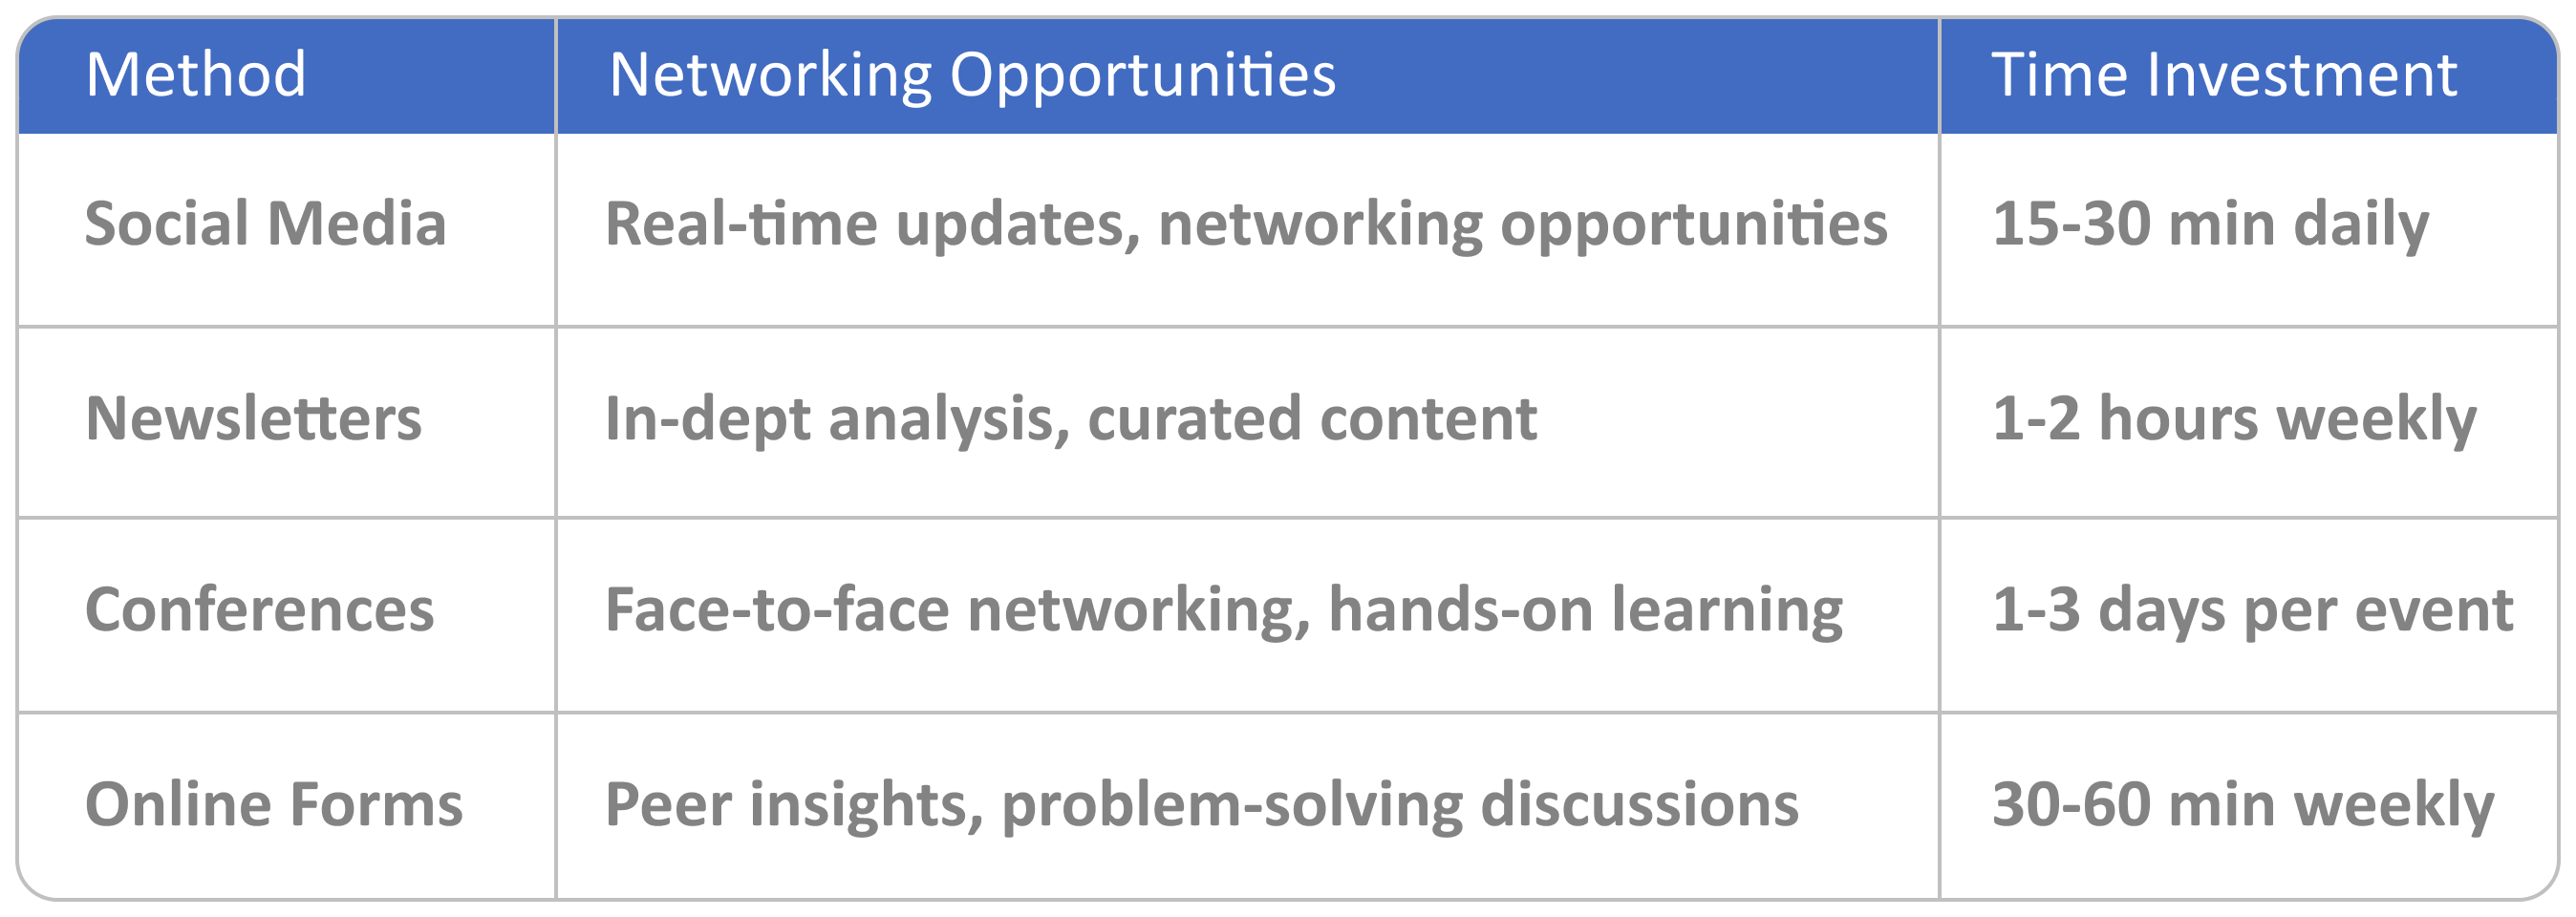 Method Networking Opportunities Time Investment
Social Media Real-time updates, networking opportunities 15-30 min daily
Newsletters In-dept analysis, curated content 1-2 hours weekly
Conferences Face-to-face networking, hands-on learning 1-3 days per event
Online Forms Peer insights, problem-solving discussions 30-60 min weekly